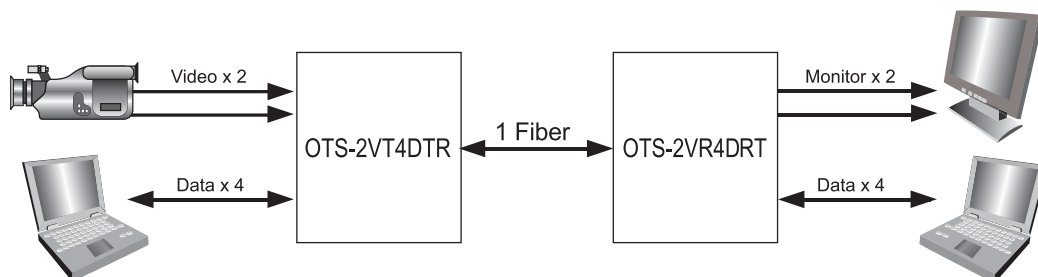 Video x 2
Monitor x 2
1 Fiber
OTS-2VT4DTR
OTS-2VR4DRT
Data x 4
Data x 4